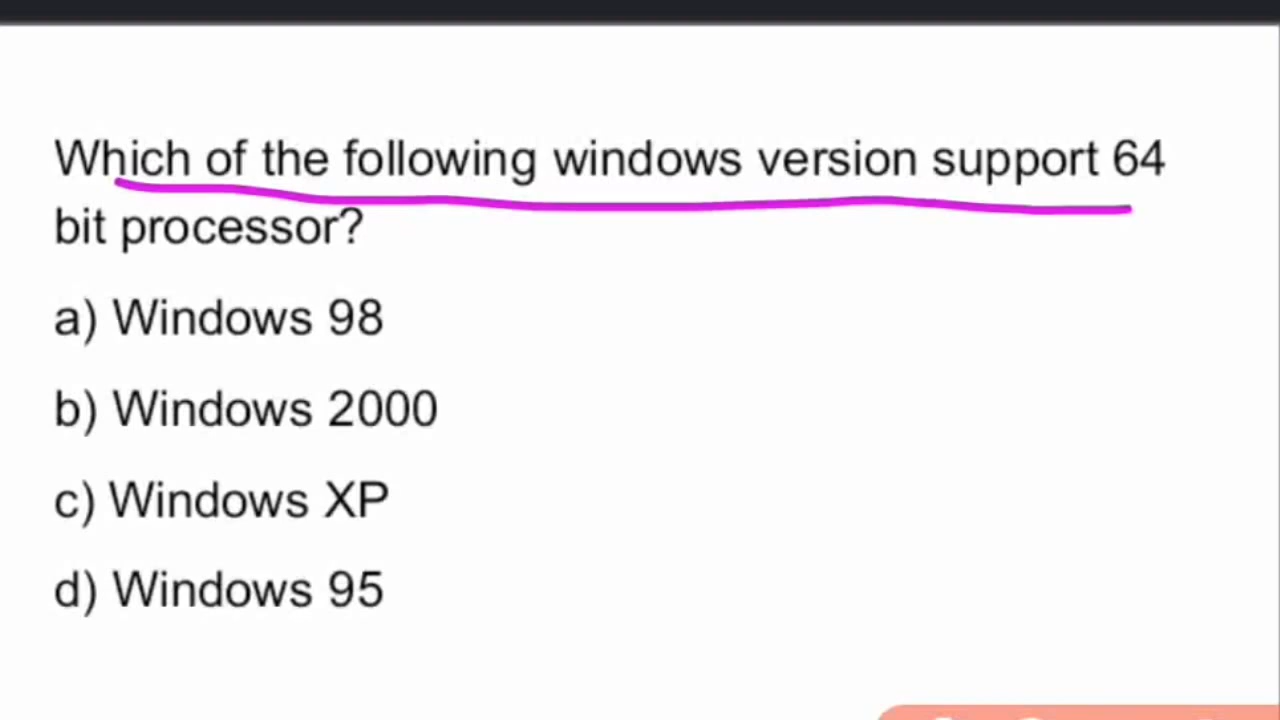 Which of the following windows version support 64
bit processor?
a) Windows 98
b) Windows 2000
c) Windows XP
d) Windows 95